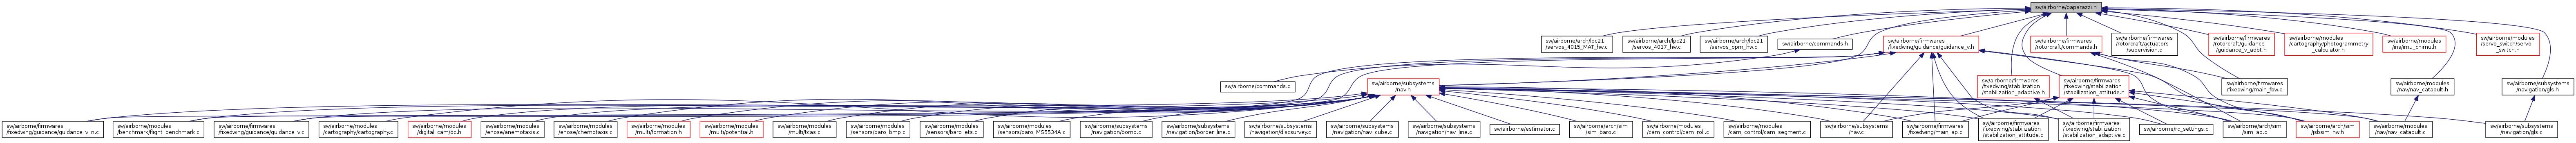 sw/airborne/paparazzi.h
sw/airborne/arch/lpc21
/servos_4015_MAT_hw.c
sw/airborne/arch/lpc21
/servos_4017_hw.c
sw/airborne/arch/lpc21
/servos_ppm_hw.c
sw/airborne/commands.h
sw/airborne/firmwares
/fixedwing/guidance/guidance_v.h
sw/airborne/firmwares
/rotorcraft/commands.h
sw/airborne/firmwares
/rotorcraft/actuators
/supervision.c
sw/airborne/firmwares
/rotorcraft/guidance
/guidance_v_adpt.h
sw/airborne/modules
/cartography/photogrammetry
_calculator.h
sw/airborne/modules
/ins/imu_chimu.h
sw/airborne/modules
/servo_switch/servo
_switch.h
sw/airborne/commands.c
sw/airborne/subsystems
/nav.h
sw/airborne/firmwares
/fixedwing/stabilization
/stabilization_adaptive.h
sw/airborne/firmwares
/fixedwing/stabilization
/stabilization_attitude.h
sw/airborne/firmwares
/fixedwing/main_fbw.c
sw/airborne/modules
/nav/nav_catapult.h
sw/airborne/subsystems
/navigation/gls.h
sw/airborne/firmwares
/fixedwing/guidance/guidance_v_n.c
sw/airborne/modules
/benchmark/flight_benchmark.c
sw/airborne/firmwares
/fixedwing/guidance/guidance_v.c
sw/airborne/modules
/cartography/cartography.c
sw/airborne/modules
/digital_cam/dc.h
sw/airborne/modules
/enose/anemotaxis.c
sw/airborne/modules
/enose/chemotaxis.c
sw/airborne/modules
/multi/formation.h
sw/airborne/modules
/multi/potential.h
sw/airborne/modules
/multi/tcas.c
sw/airborne/modules
/sensors/baro_bmp.c
sw/airborne/modules
/sensors/baro_ets.c
sw/airborne/modules
/sensors/baro_MS5534A.c
sw/airborne/subsystems
/navigation/bomb.c
sw/airborne/subsystems
/navigation/border_line.c
sw/airborne/subsystems
/navigation/discsurvey.c
sw/airborne/subsystems
/navigation/nav_cube.c
sw/airborne/subsystems
/navigation/nav_line.c
sw/airborne/estimator.c
sw/airborne/arch/sim
/sim_baro.c
sw/airborne/modules
/cam_control/cam_roll.c
sw/airborne/modules
/cam_control/cam_segment.c
sw/airborne/subsystems
/nav.c
sw/airborne/firmwares
/fixedwing/main_ap.c
sw/airborne/firmwares
/fixedwing/stabilization
/stabilization_attitude.c
sw/airborne/firmwares
/fixedwing/stabilization
/stabilization_adaptive.c
sw/airborne/rc_settings.c
sw/airborne/arch/sim
/sim_ap.c
sw/airborne/arch/sim
/jsbsim_hw.h
sw/airborne/modules
/nav/nav_catapult.c
sw/airborne/subsystems
/navigation/gls.c